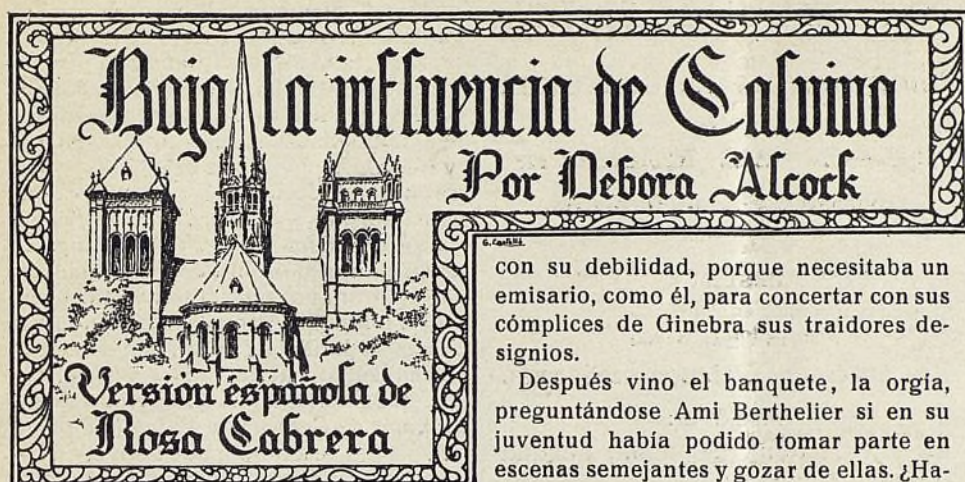 Bajo la influencia de Calvino
Por Dèbora Alcock
Versión española de
Rosa Cabrera
G. Castilló
con su debilidad, porque necesitaba un
emisario, como él, para concertar con sus
cómplices de Ginebra sus traidores de-
signios.
Después vino el banquete, la orgía,
preguntándose Ami Berthelier si en su
juventud había podido tomar parte en
escenas semejantes y gozar de ellas. ¿Ha-